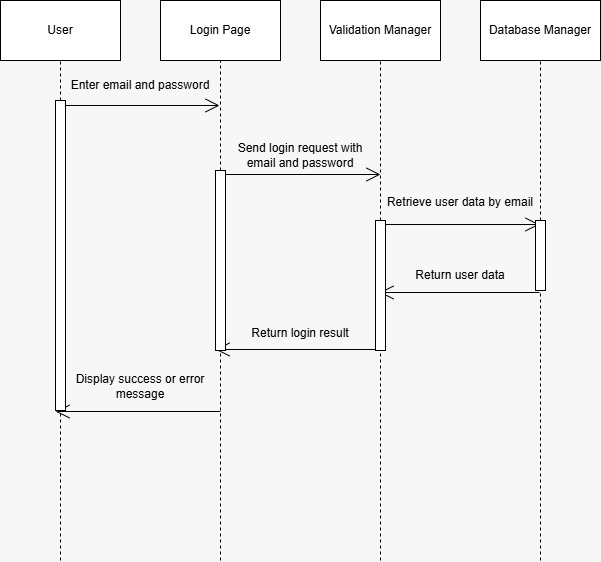 User
Login Page
Validation Manager
Database Manager
Enter email and password
Send login request with
email and password
Retrieve user data by email
Return user data
Return login result
Display success or error
message